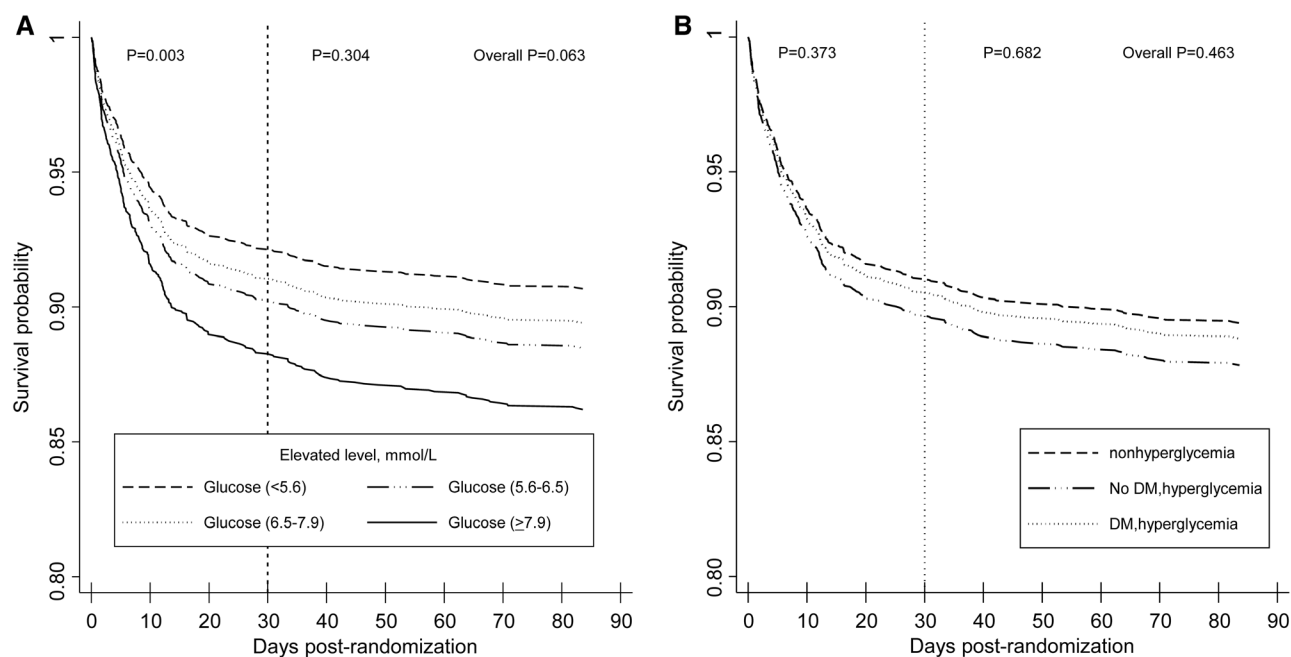 A
P=0.003 P=0.304 Overall P=0.063
Survival probability
1
0.95
0.90
0.85
0.80
Elevated level, mmol/L
Glucose (<5.6) Glucose (5.6-6.5)
Glucose (6.5-7.9) Glucose (≥7.9)
0 10 20 30 40 50 60 70 80 90
Days post-randomization
B
P=0.373 P=0.682 Overall P=0.463
Survival probability
1
0.95
0.90
0.85
0.80
nonhyperglycemia
No DM,hyperglycemia
DM,hyperglycemia
0 10 20 30 40 50 60 70 80 90
Days post-randomization